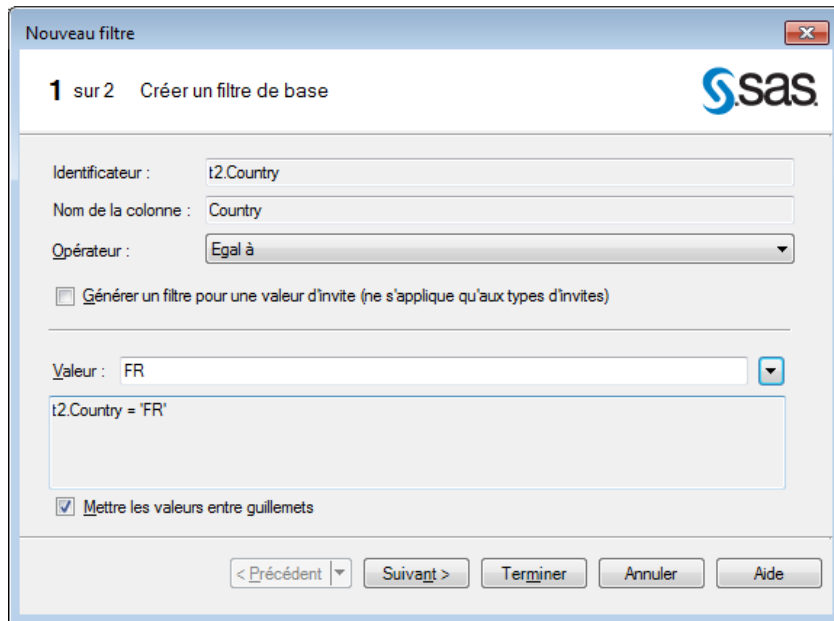 Nouveau filtre
1 sur 2 Créer un filtre de base
sas
Identificateur : t2.Country
Nom de la colonne : Country
Opérateur : Egal à
Générer un filtre pour une valeur d'invite (ne s'applique qu'aux types d'invites)
Valeur : FR
t2.Country = 'FR'
Mettre les valeurs entre guillemets
< Précédent Suivant > Terminer Annuler Aide